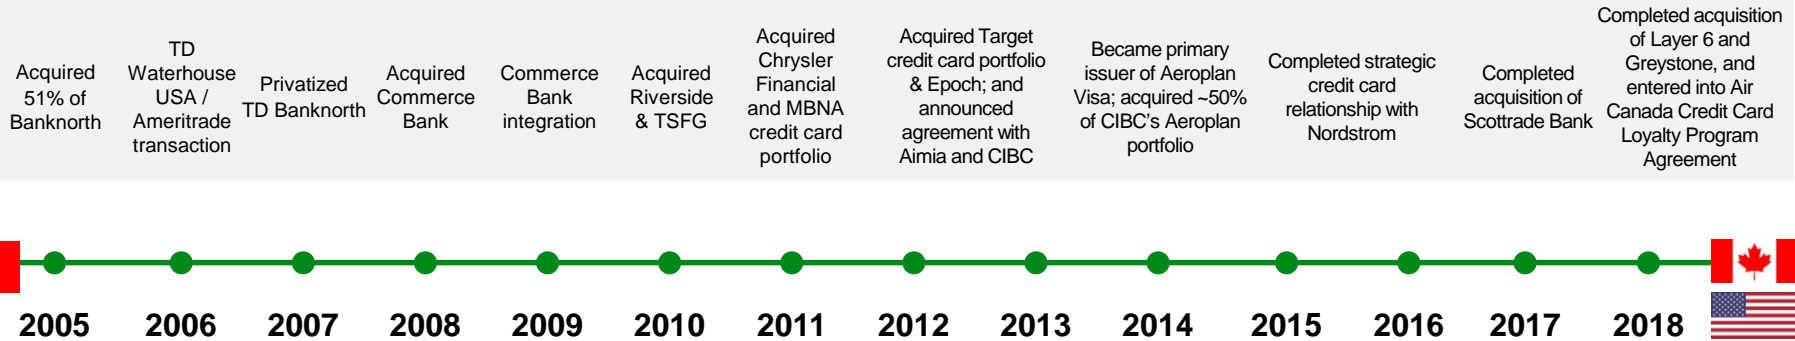 Acquired
51% of
Banknorth
TD
Waterhouse
USA /
Ameritrade
transaction
Privatized
TD Banknorth
Acquired
Commerce
Bank
Commerce
Bank
integration
Acquired
Riverside
& TSFG
Acquired
Chrysler
Financial
and MBNA
credit card
portfolio
Acquired Target
credit card portfolio
& Epoch; and
announced
agreement with
Aimia and CIBC
Became primary
issuer of Aeroplan
Visa; acquired ~50%
of CIBC's Aeroplan
portfolio
Completed strategic
credit card
relationship with
Nordstrom
Completed
acquisition of
Scottrade Bank
Completed acquisition
of Layer 6 and
Greystone, and
entered into Air
Canada Credit Card
Loyalty Program
Agreement
2005 2006 2007 2008 2009 2010 2011 2012 2013 2014 2015 2016 2017 2018